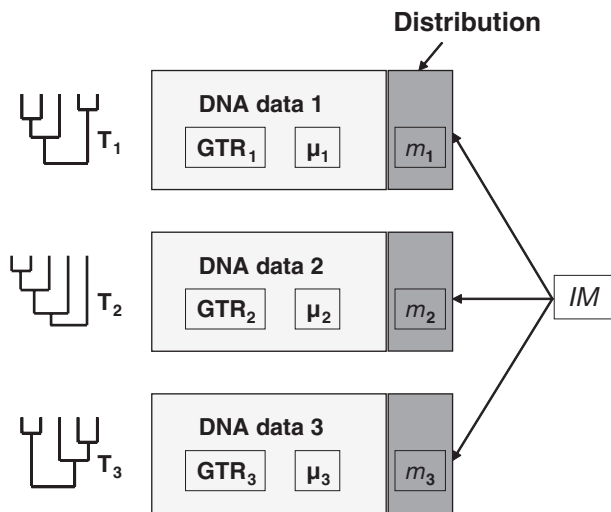 Distribution
DNA data 1
T₁ GTR₁ μ₁ m₁
DNA data 2
T₂ GTR₂ μ₂ m₂ IM
DNA data 3
T₃ GTR₃ μ₃ m₃